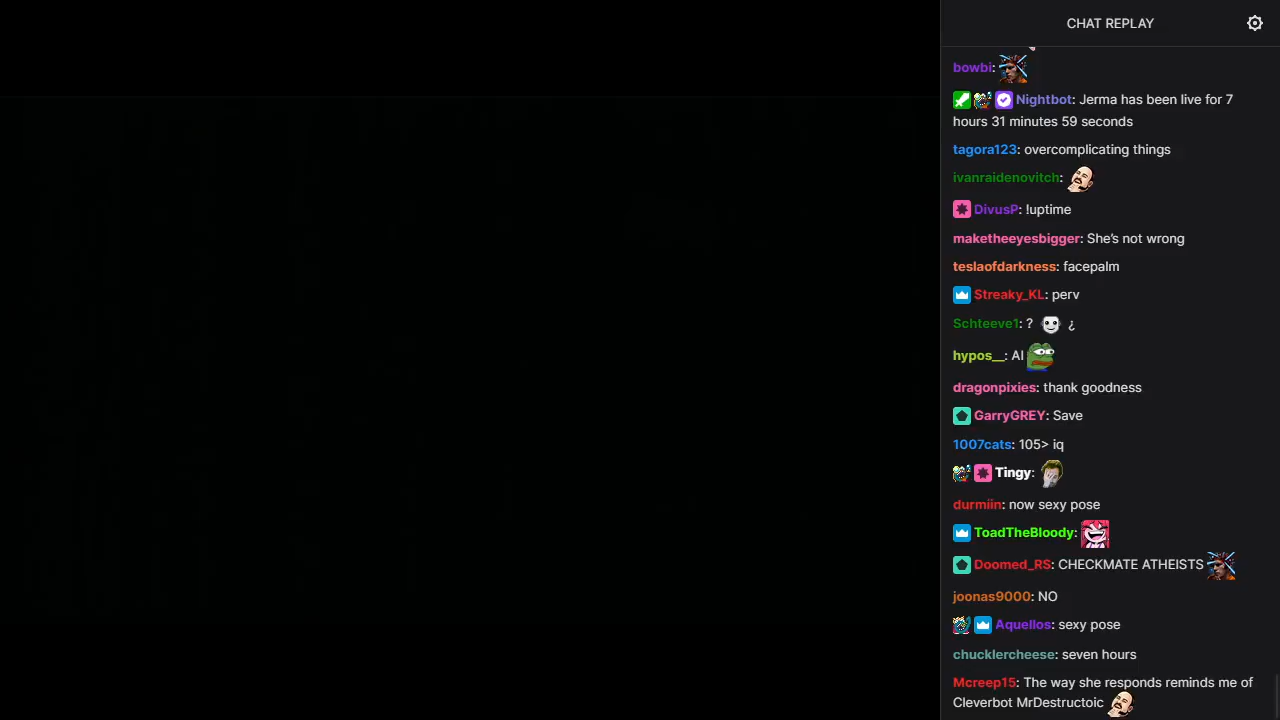 CHAT REPLAY
bowbi:
Nightbot: Jerma has been live for 7
hours 31 minutes 59 seconds
tagora123: overcomplicating things
ivanraidenovitch:
DivusP: !uptime
maketheeyesbigger: She's not wrong
teslaofdarkness: facepalm
Streaky_KL: perv
Schteeve1: ? ¿
hypos__: AI
dragonpixies: thank goodness
GarryGREY: Save
1007cats: 105> iq
Tingy:
durmiin: now sexy pose
ToadTheBloody:
Doomed_RS: CHECKMATE ATHEISTS
joonas9000: NO
Aquellos: sexy pose
chucklercheese: seven hours
Mcreep15: The way she responds reminds me of
Cleverbot MrDestructoic